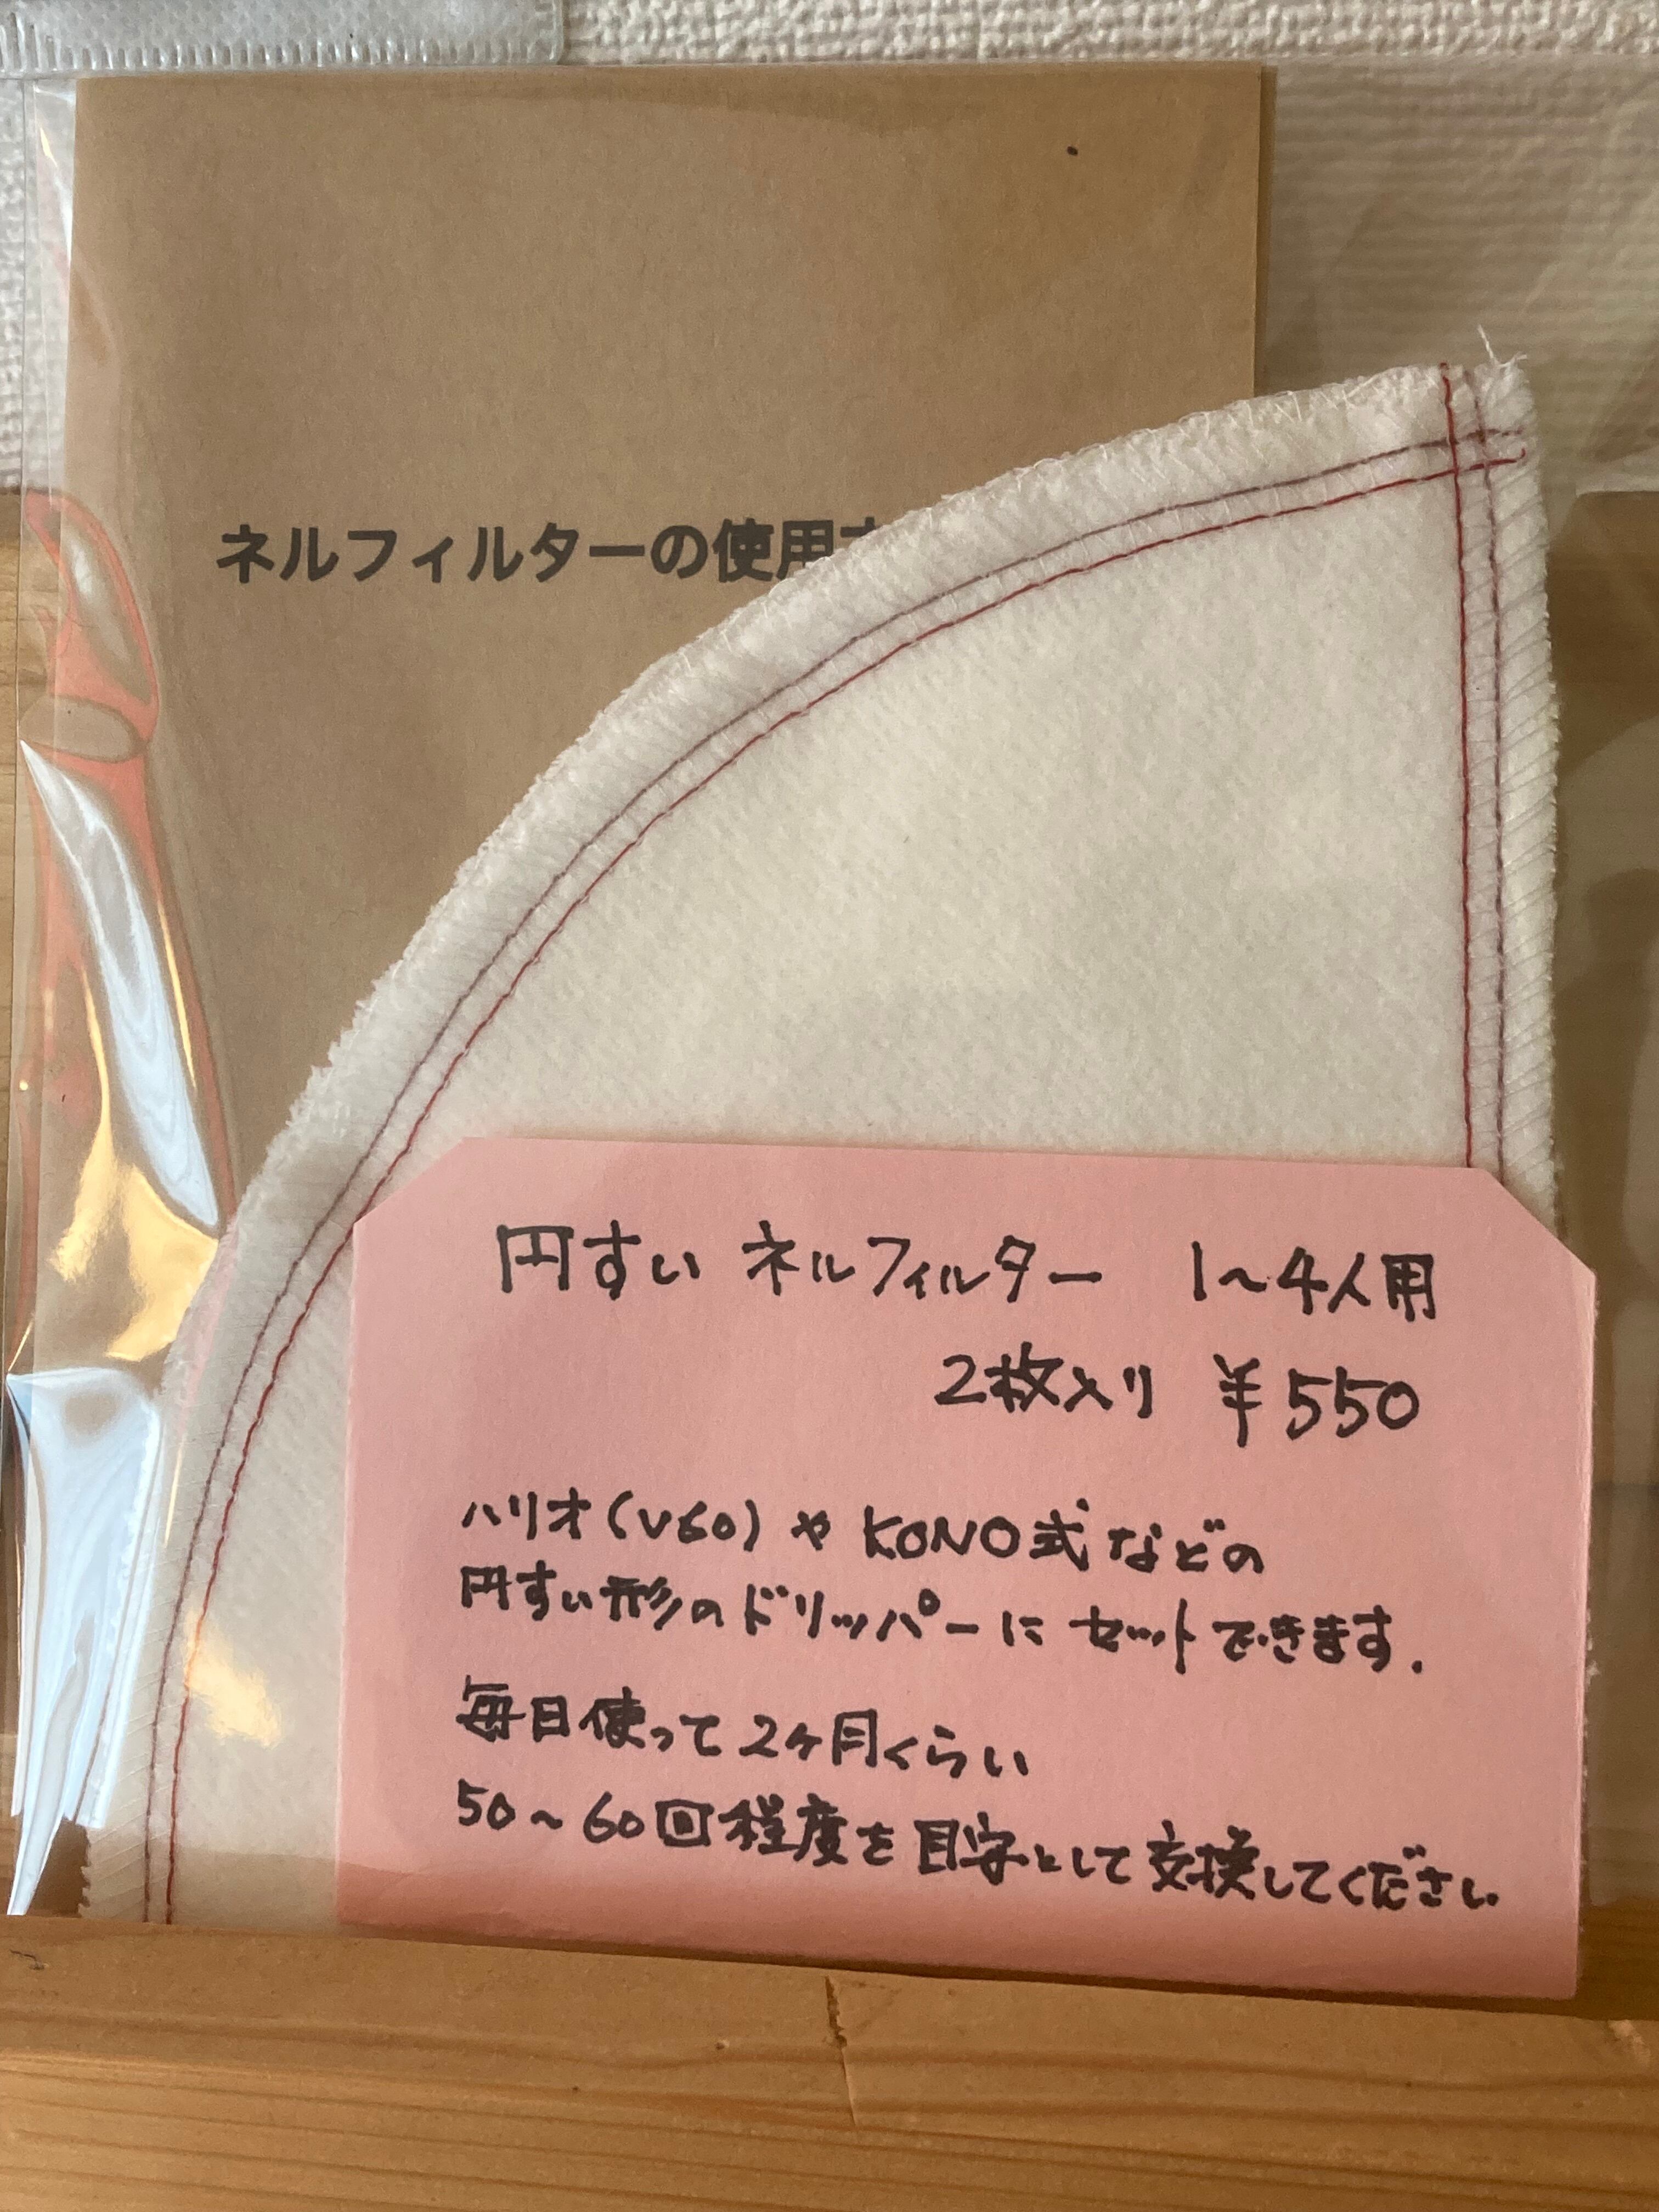 ネルフィルターの使用
円すい ネルフィルター 1～4人用
2枚入り ¥550
ハリオ(V60)や KONO式などの
円すい形のドリッパーに セットできます.
毎日使って 2ヶ月くらい
50～60回程度を目安として交換してください